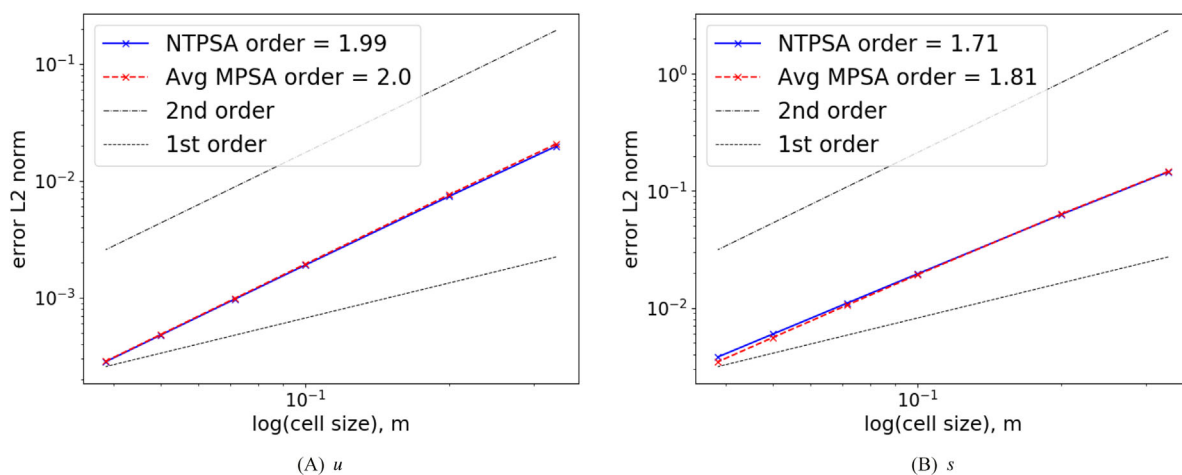 NTPSA order = 1.99
Avg MPSA order = 2.0
2nd order
1st order
10⁻¹
10⁻²
10⁻³
error L2 norm
10⁻¹
log(cell size), m
(A) u
NTPSA order = 1.71
Avg MPSA order = 1.81
2nd order
1st order
10⁰
10⁻¹
10⁻²
error L2 norm
10⁻¹
log(cell size), m
(B) s